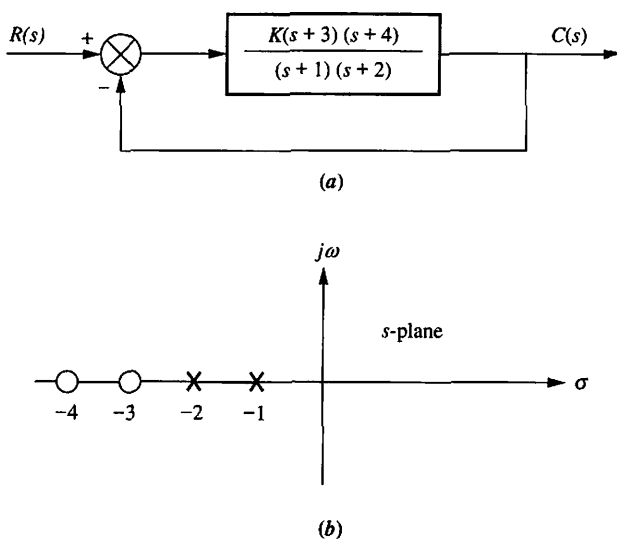 R(s)
+
−
K(s + 3) (s + 4)
(s + 1) (s + 2)
C(s)
(a)
jω
s-plane
σ
−4 −3 −2 −1
(b)